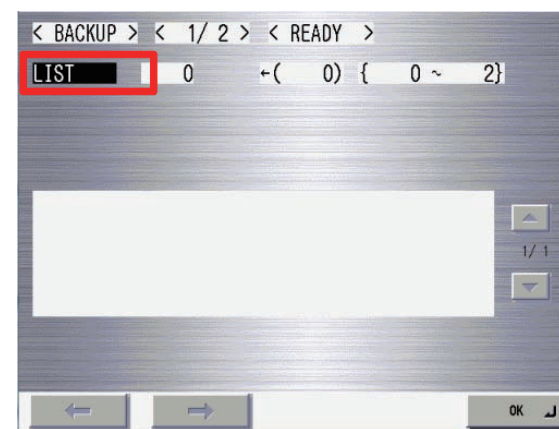 < BACKUP > < 1/ 2 > < READY >
LIST 0 ←( 0) { 0 ~ 2}
1/ 1
OK